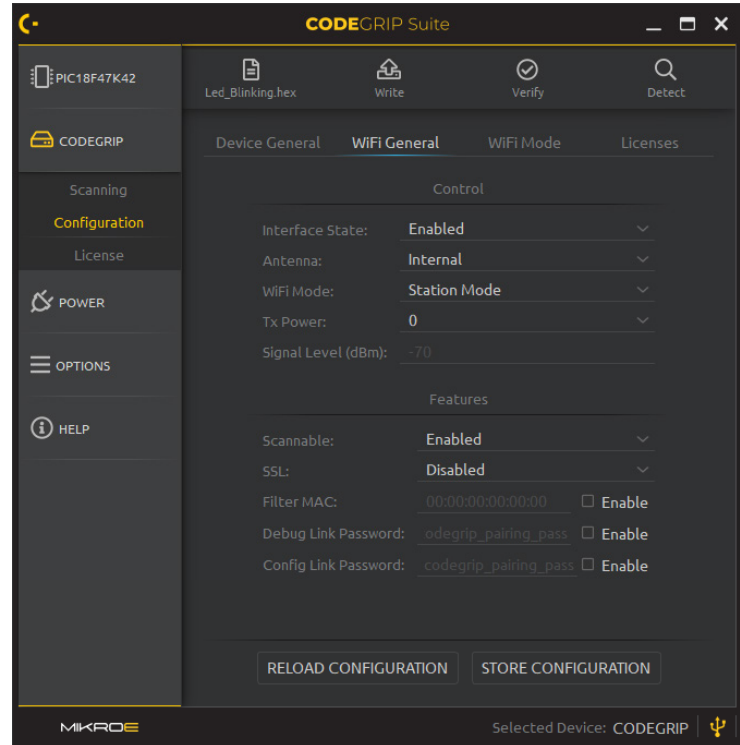 CODEGRIP Suite
PIC18F47K42
Led_Blinking.hex
Write
Verify
Detect
CODEGRIP
Scanning
Configuration
License
POWER
OPTIONS
HELP
Device General
WiFi General
WiFi Mode
Licenses
Control
Interface State: Enabled
Antenna: Internal
WiFi Mode: Station Mode
Tx Power: 0
Signal Level (dBm): -70
Features
Scannable: Enabled
SSL: Disabled
Filter MAC: 00:00:00:00:00:00 Enable
Debug Link Password: odegrip_pairing_pass Enable
Config Link Password: codegrip_pairing_pass Enable
RELOAD CONFIGURATION
STORE CONFIGURATION
MIKROE
Selected Device: CODEGRIP